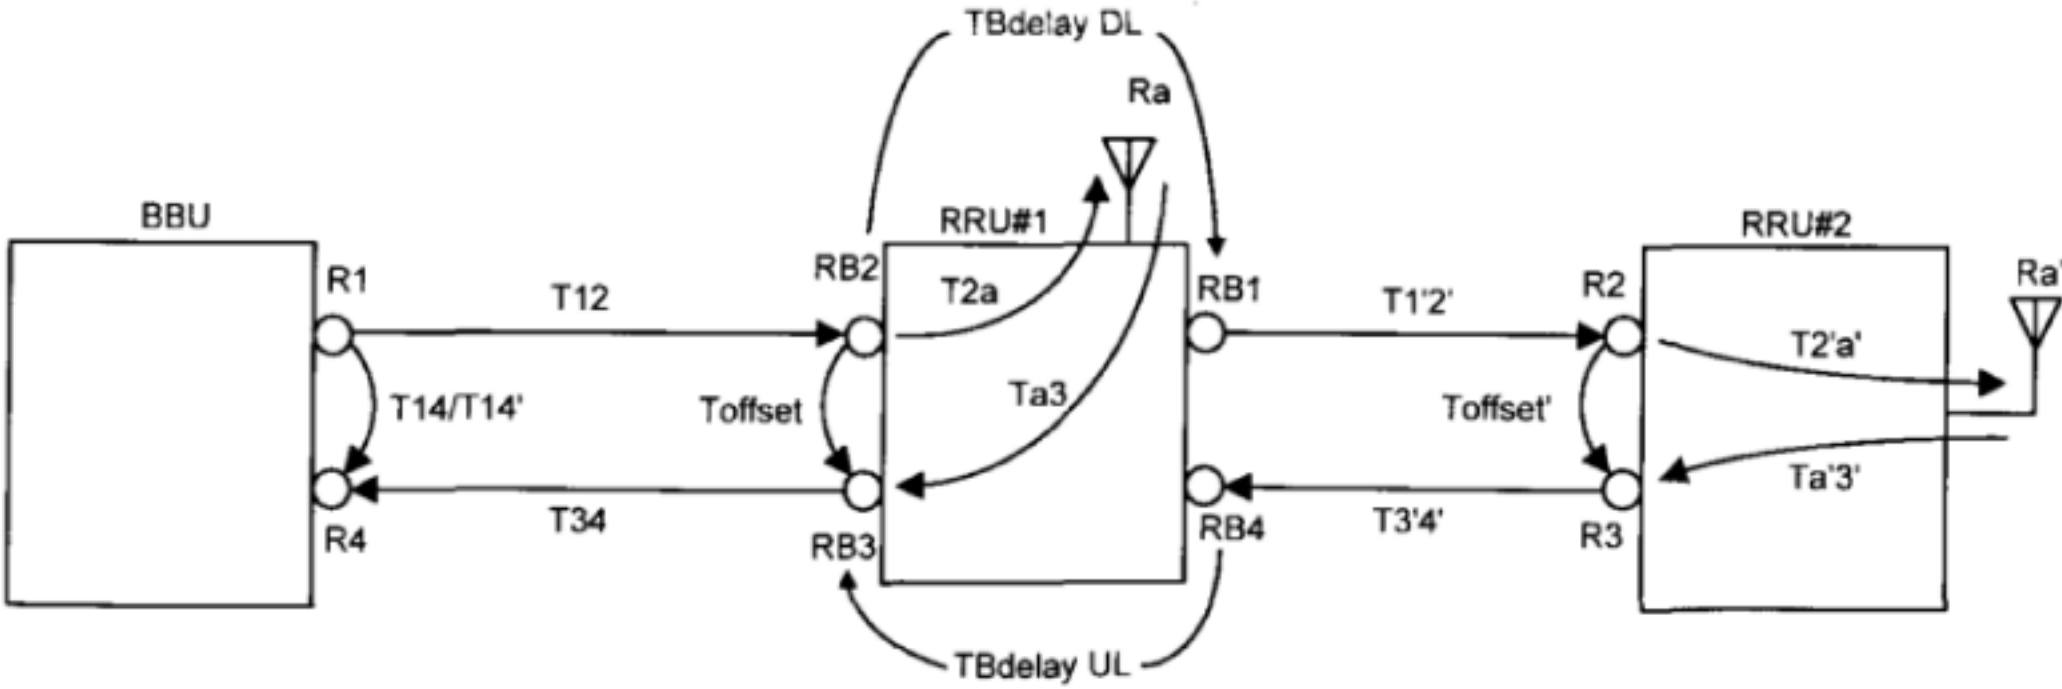 TBdelay DL
Ra
BBU
RRU#1
RRU#2
R1
T12
RB2
T2a
RB1
T1'2'
R2
Ra'
T2'a'
T14/T14'
Toffset
Ta3
Toffset'
Ta'3'
R4
T34
RB3
RB4
T3'4'
R3
TBdelay UL